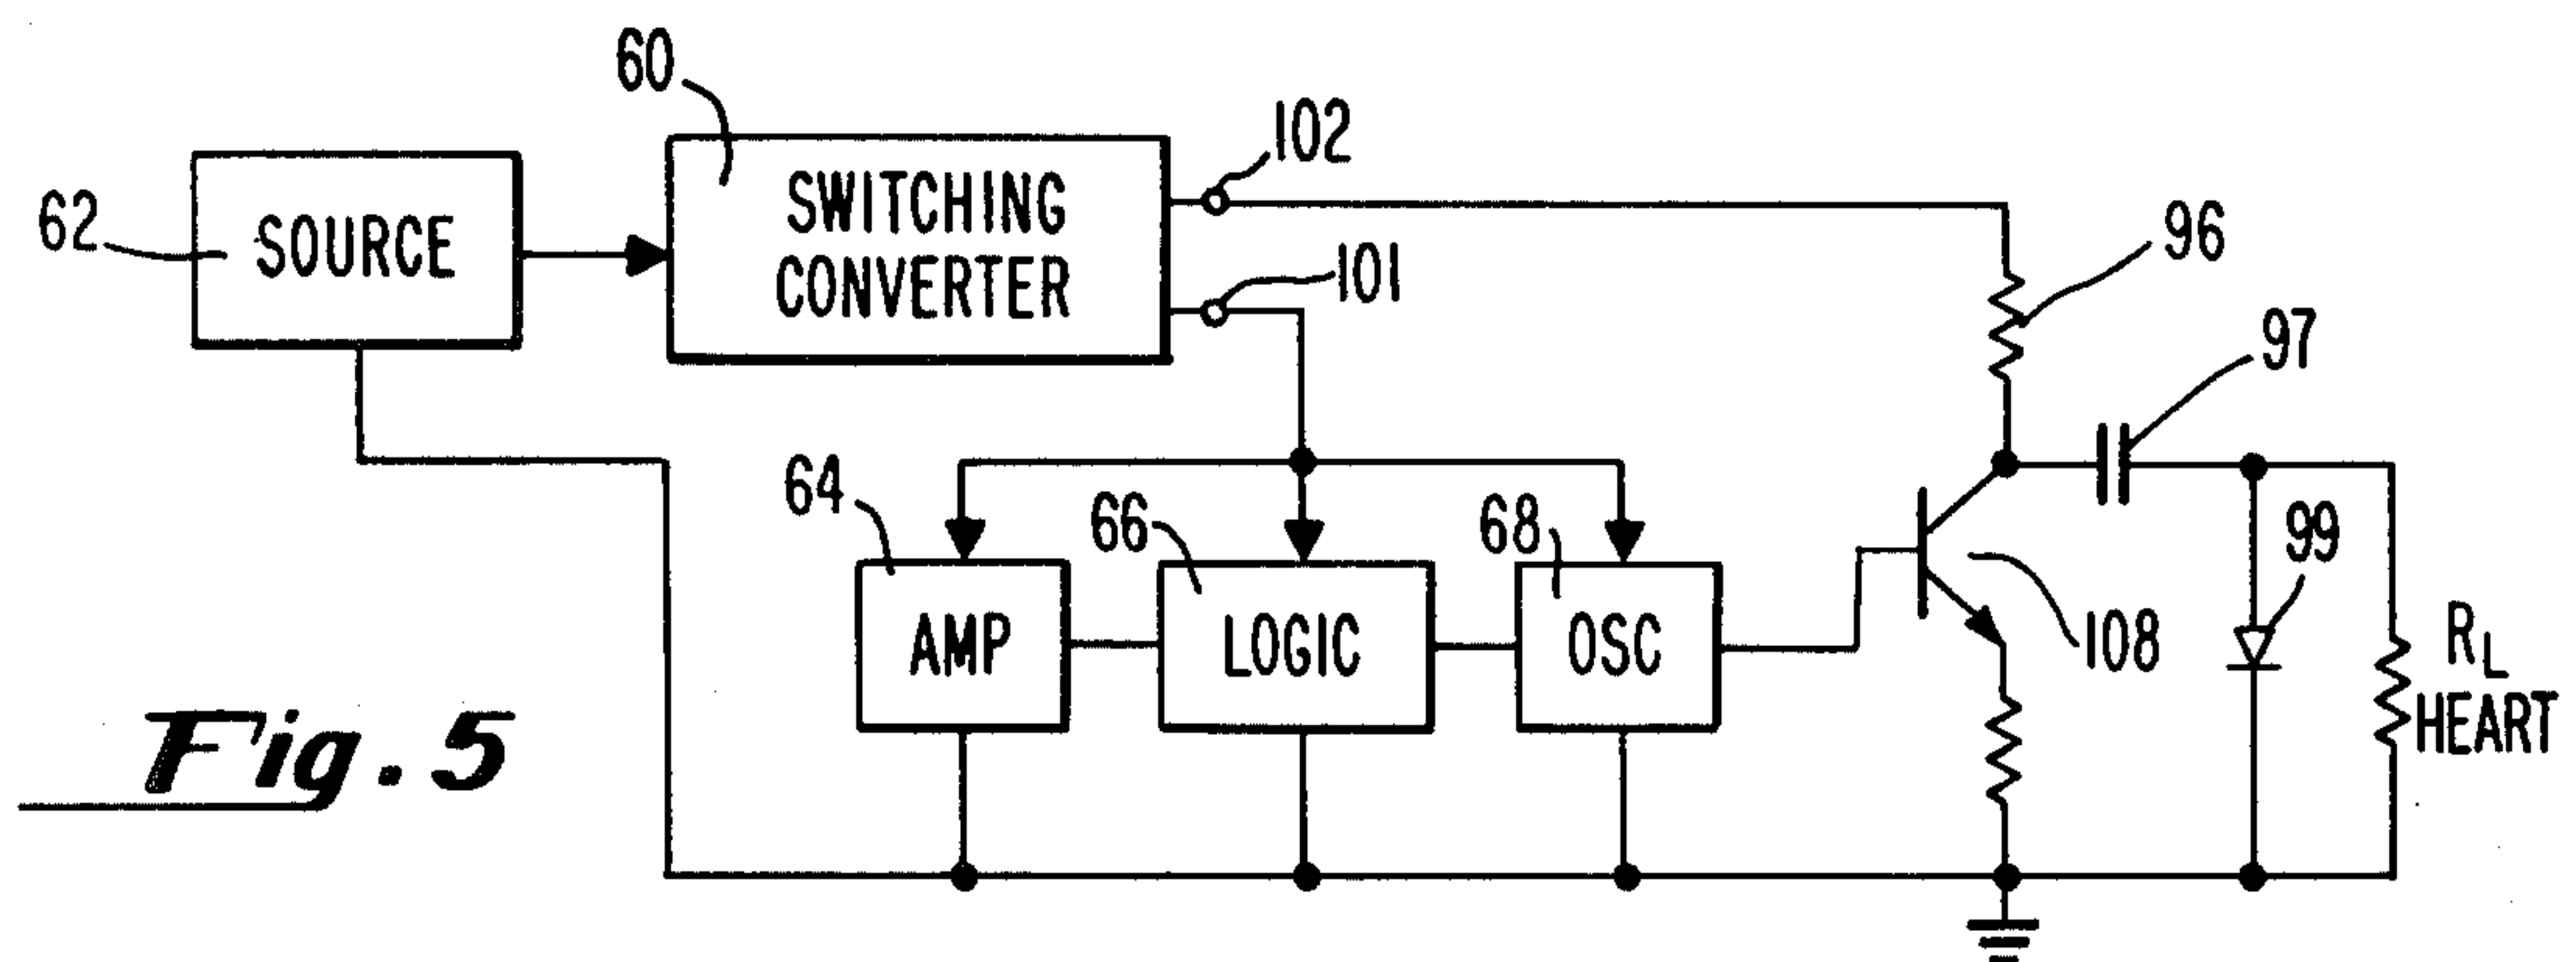 60
102
62
SOURCE
SWITCHING
CONVERTER
101
96
97
64
66
68
99
AMP
LOGIC
OSC
108
RL
HEART
Fig. 5